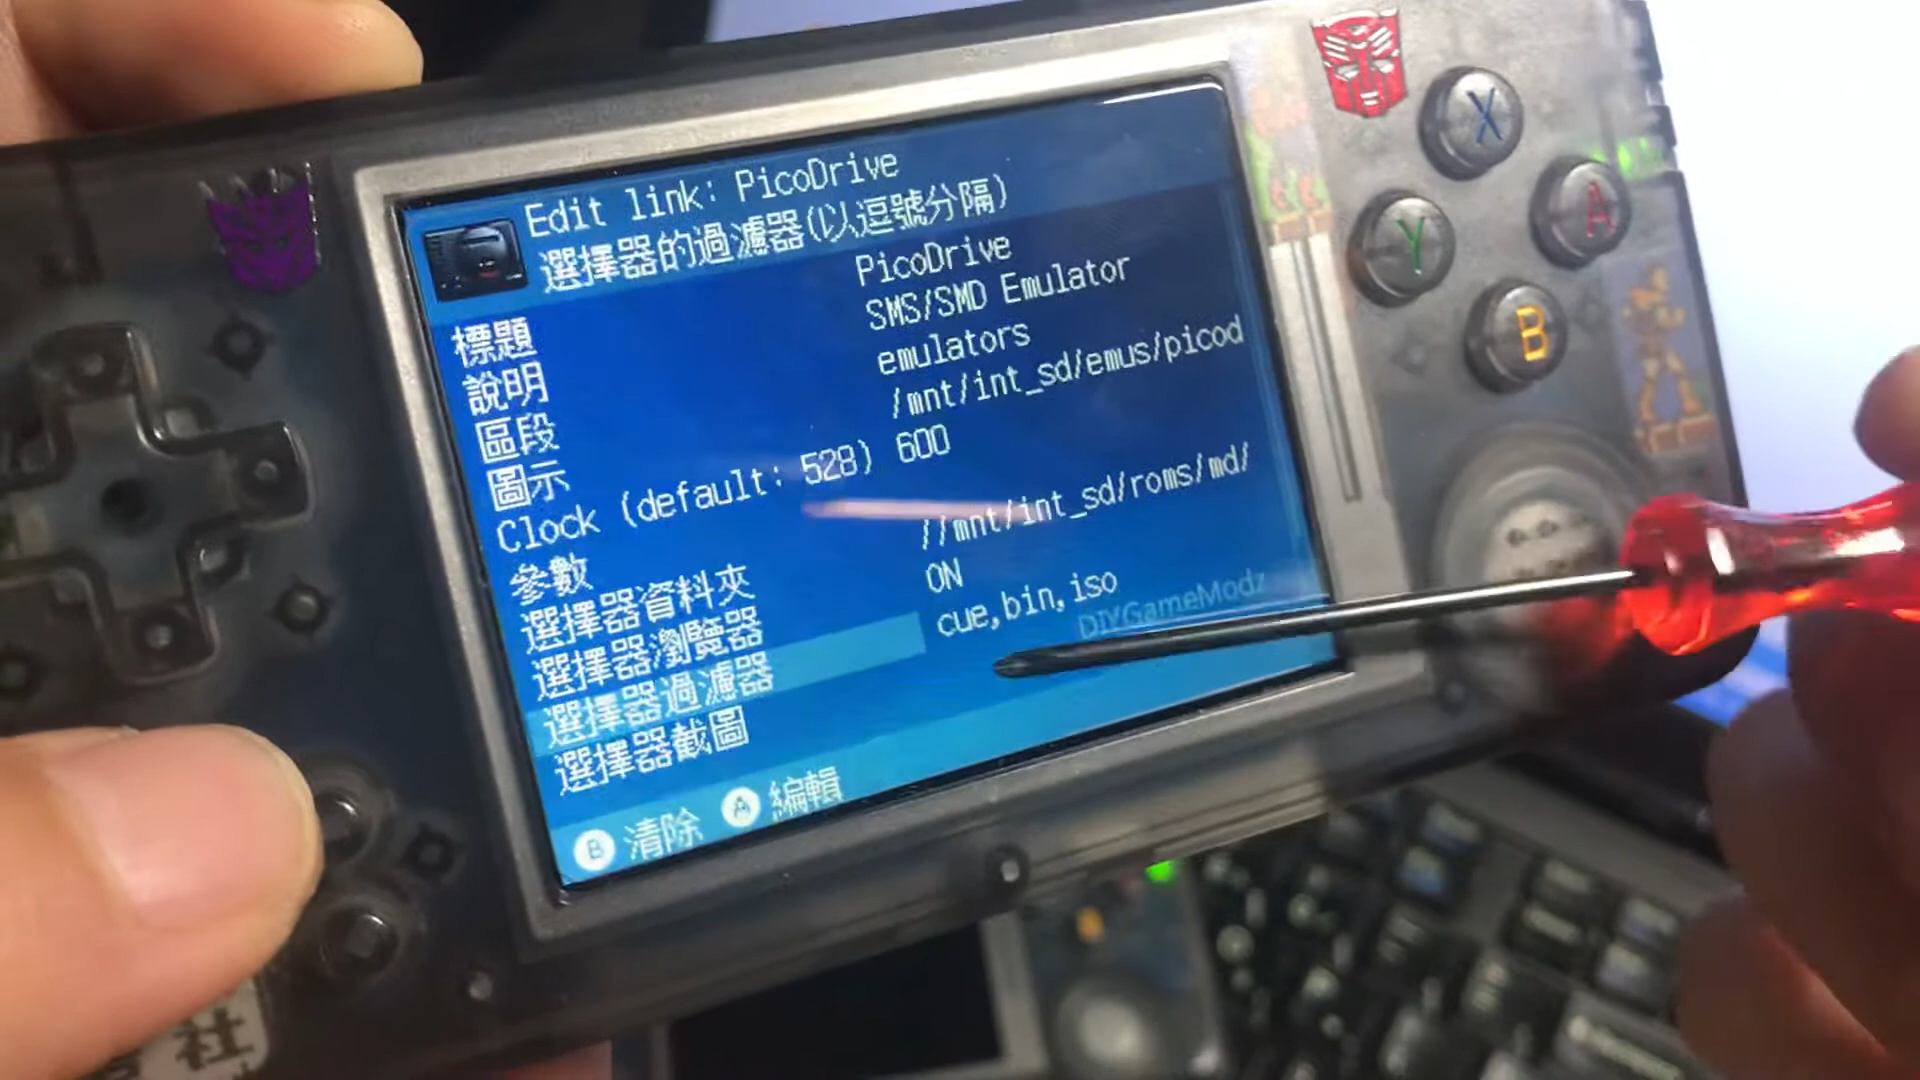 Edit link: PicoDrive
選擇器的過濾器(以逗號分隔)
標題 PicoDrive
說明 SMS/SMD Emulator
區段 emulators
圖示 /mnt/int_sd/emus/picod
Clock (default: 528) 600
參數
選擇器資料夾 //mnt/int_sd/roms/md/
選擇器瀏覽器 ON
選擇器過濾器 cue,bin,iso
選擇器截圖
DIYGameModz
B 清除 A 編輯
X
Y
A
B
社